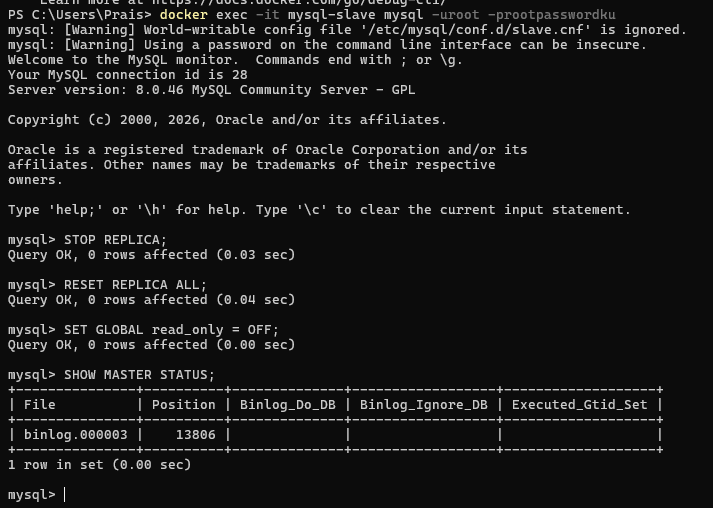 Learn more at https://docs.docker.com/go/debug-cli/
PS C:\Users\Prais> docker exec -it mysql-slave mysql -uroot -prootpasswordku
mysql: [Warning] World-writable config file '/etc/mysql/conf.d/slave.cnf' is ignored.
mysql: [Warning] Using a password on the command line interface can be insecure.
Welcome to the MySQL monitor.  Commands end with ; or \g.
Your MySQL connection id is 28
Server version: 8.0.46 MySQL Community Server - GPL

Copyright (c) 2000, 2026, Oracle and/or its affiliates.

Oracle is a registered trademark of Oracle Corporation and/or its
affiliates. Other names may be trademarks of their respective
owners.

Type 'help;' or '\h' for help. Type '\c' to clear the current input statement.

mysql> STOP REPLICA;
Query OK, 0 rows affected (0.03 sec)

mysql> RESET REPLICA ALL;
Query OK, 0 rows affected (0.04 sec)

mysql> SET GLOBAL read_only = OFF;
Query OK, 0 rows affected (0.00 sec)

mysql> SHOW MASTER STATUS;
+---------------+----------+--------------+------------------+-------------------+
| File          | Position | Binlog_Do_DB | Binlog_Ignore_DB | Executed_Gtid_Set |
+---------------+----------+--------------+------------------+-------------------+
| binlog.000003 |    13806 |              |                  |                   |
+---------------+----------+--------------+------------------+-------------------+
1 row in set (0.00 sec)

mysql>